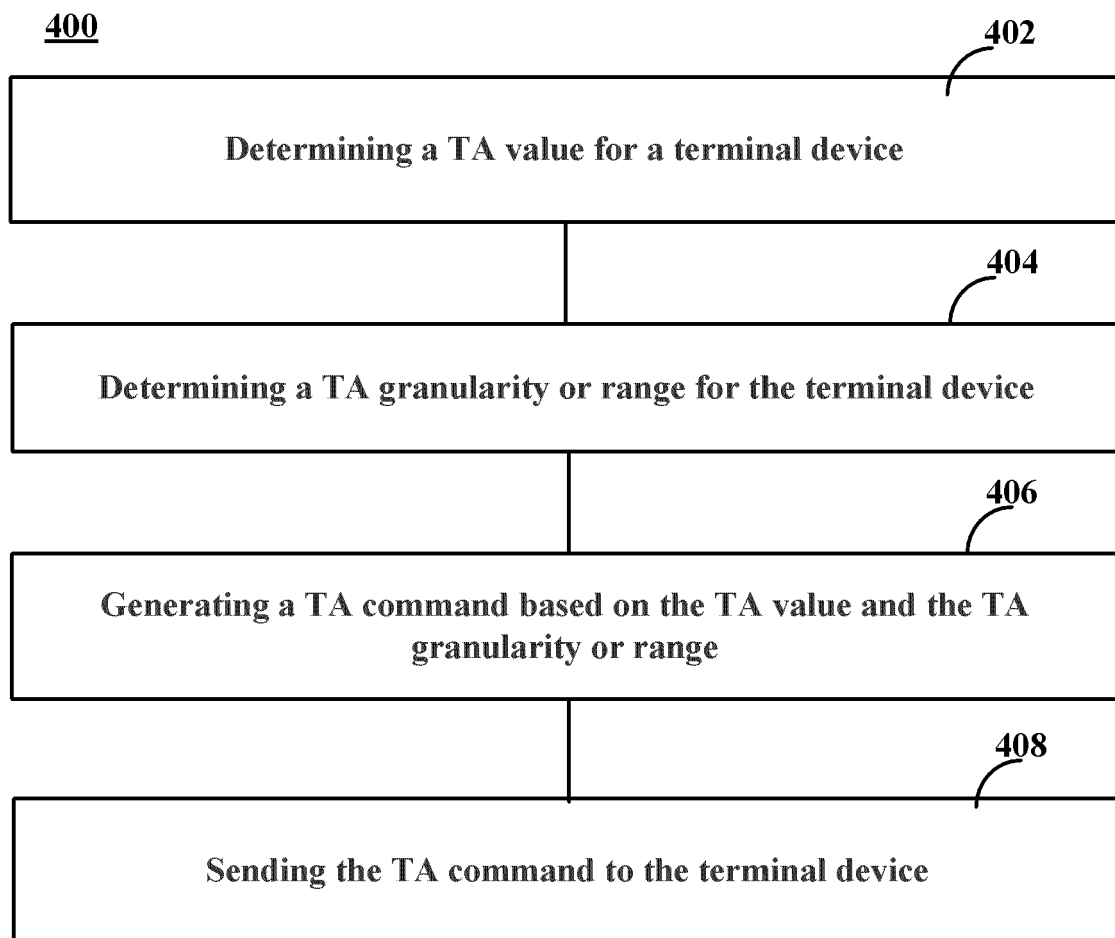 400
402
Determining a TA value for a terminal device
404
Determining a TA granularity or range for the terminal device
406
Generating a TA command based on the TA value and the TA
granularity or range
408
Sending the TA command to the terminal device